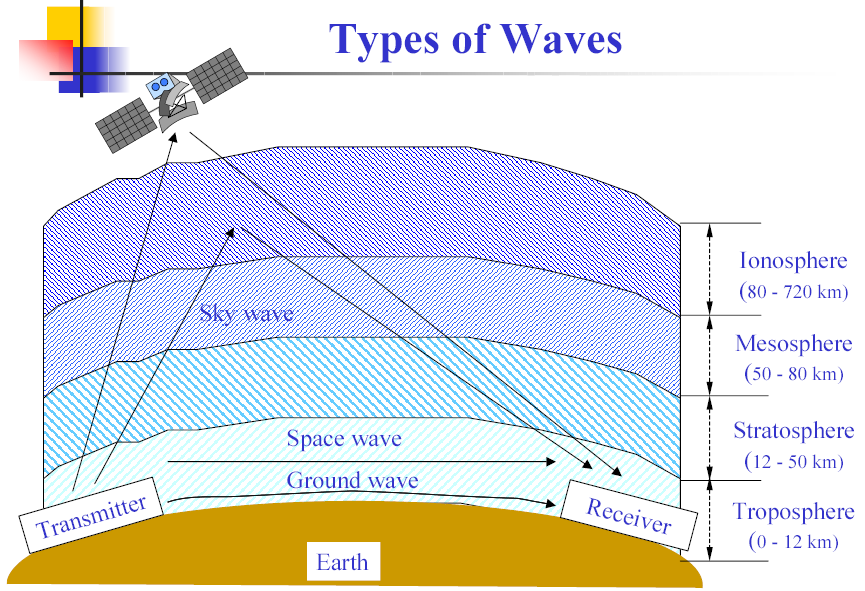 Types of Waves
Ionosphere
(80 - 720 km)
Sky wave
Mesosphere
(50 - 80 km)
Stratosphere
(12 - 50 km)
Space wave
Ground wave
Transmitter
Receiver
Troposphere
(0 - 12 km)
Earth